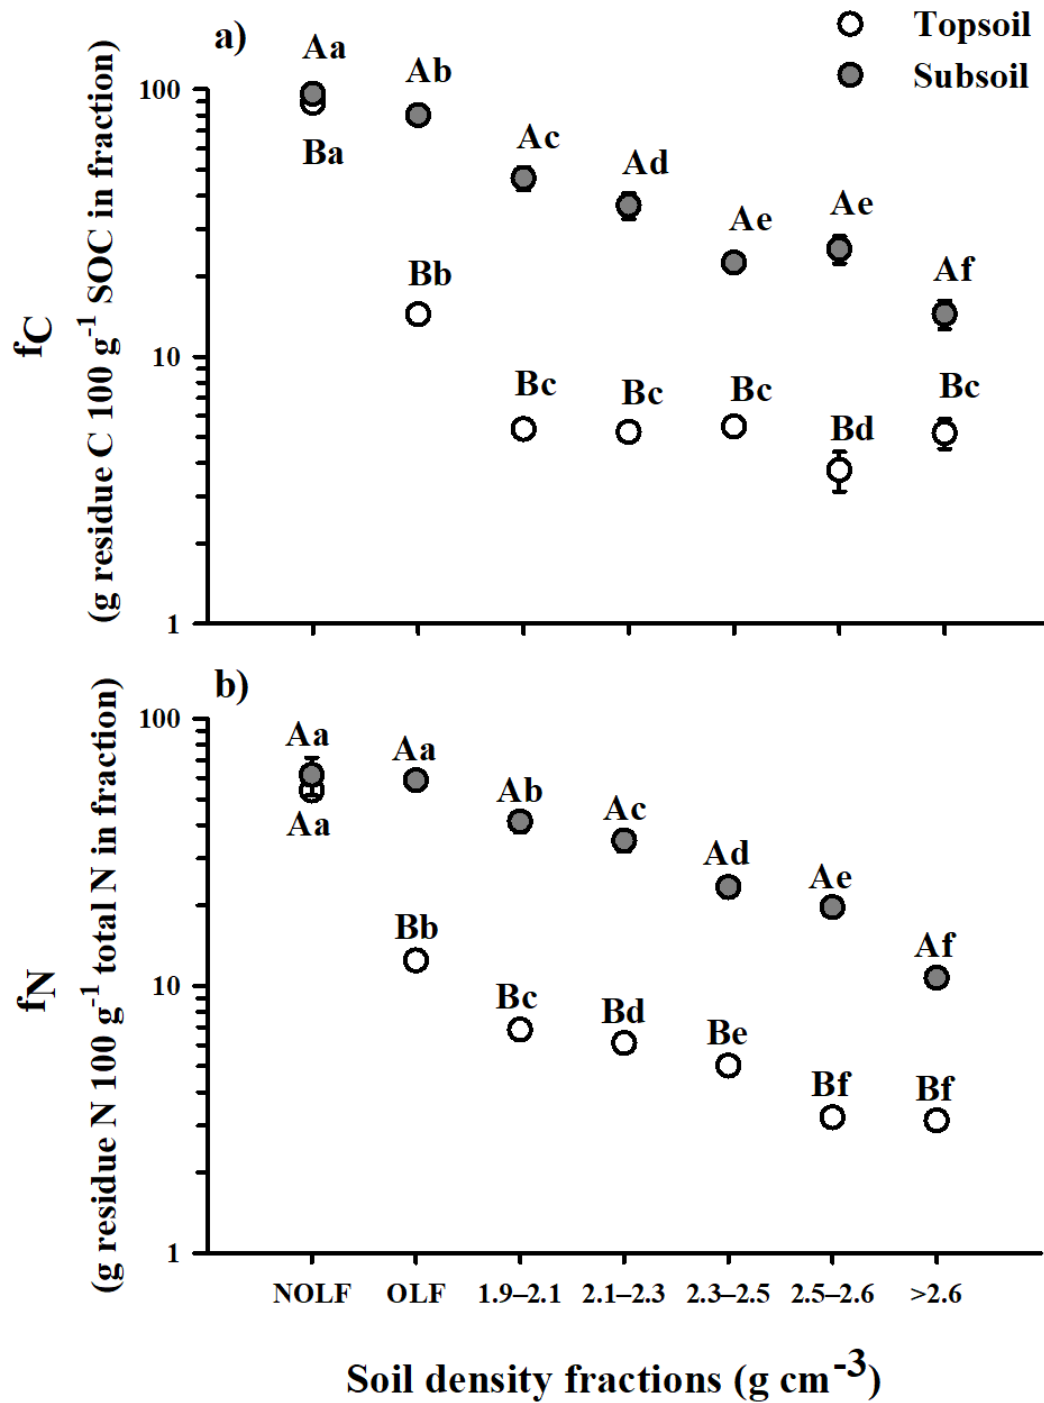 a)
Topsoil
Subsoil
f_C
(g residue C 100 g^-1 SOC in fraction)
100
10
1
Aa
Ba
Ab
Bb
Ac
Bc
Ad
Bc
Ae
Bc
Ae
Bd
Af
Bc
b)
f_N
(g residue N 100 g^-1 total N in fraction)
100
10
1
Aa
Aa
Aa
Bb
Ab
Bc
Ac
Bd
Ad
Be
Ae
Bf
Af
Bf
NOLF OLF 1.9–2.1 2.1–2.3 2.3–2.5 2.5–2.6 >2.6
Soil density fractions (g cm^-3)